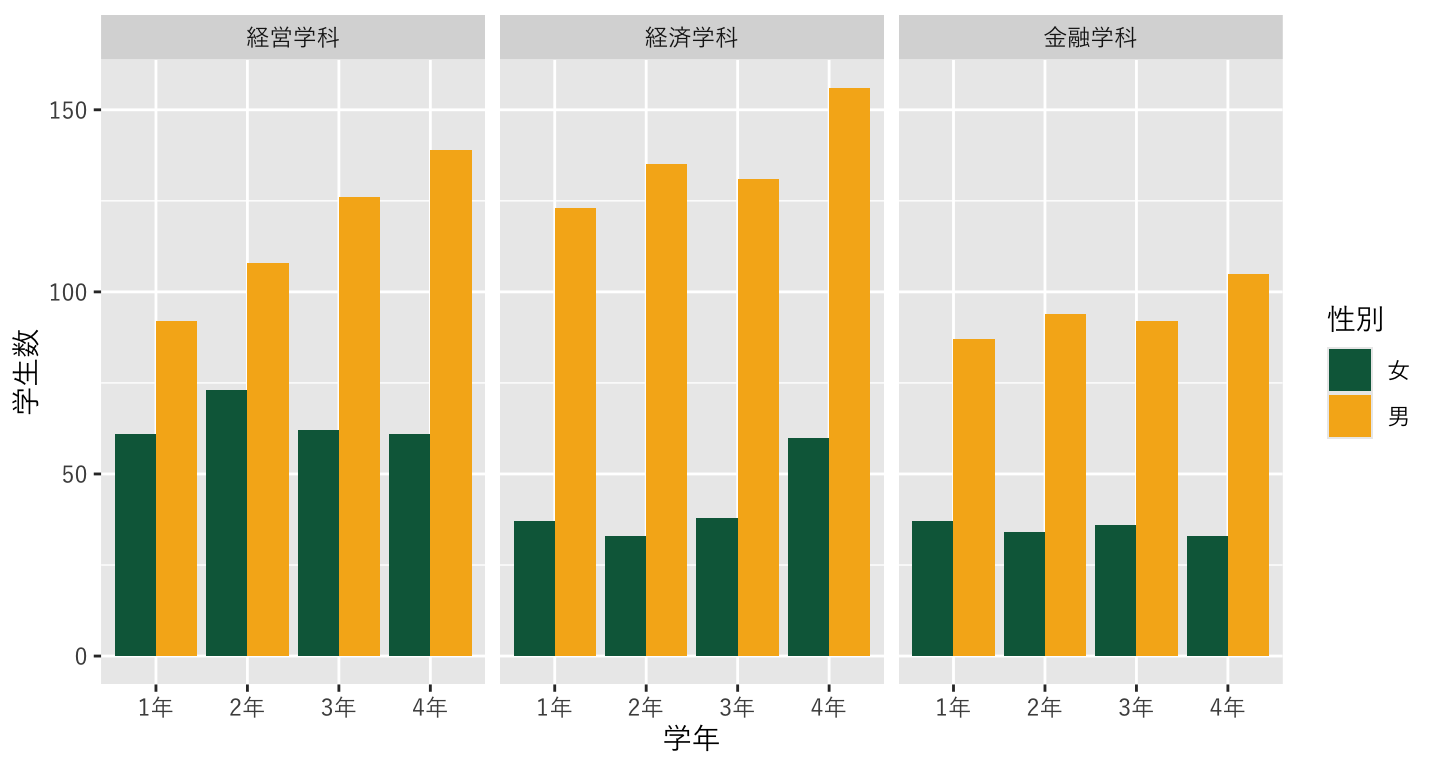 経営学科
経済学科
金融学科
150
100
50
0
学生数
1年 2年 3年 4年
1年 2年 3年 4年
1年 2年 3年 4年
学年
性別
女
男